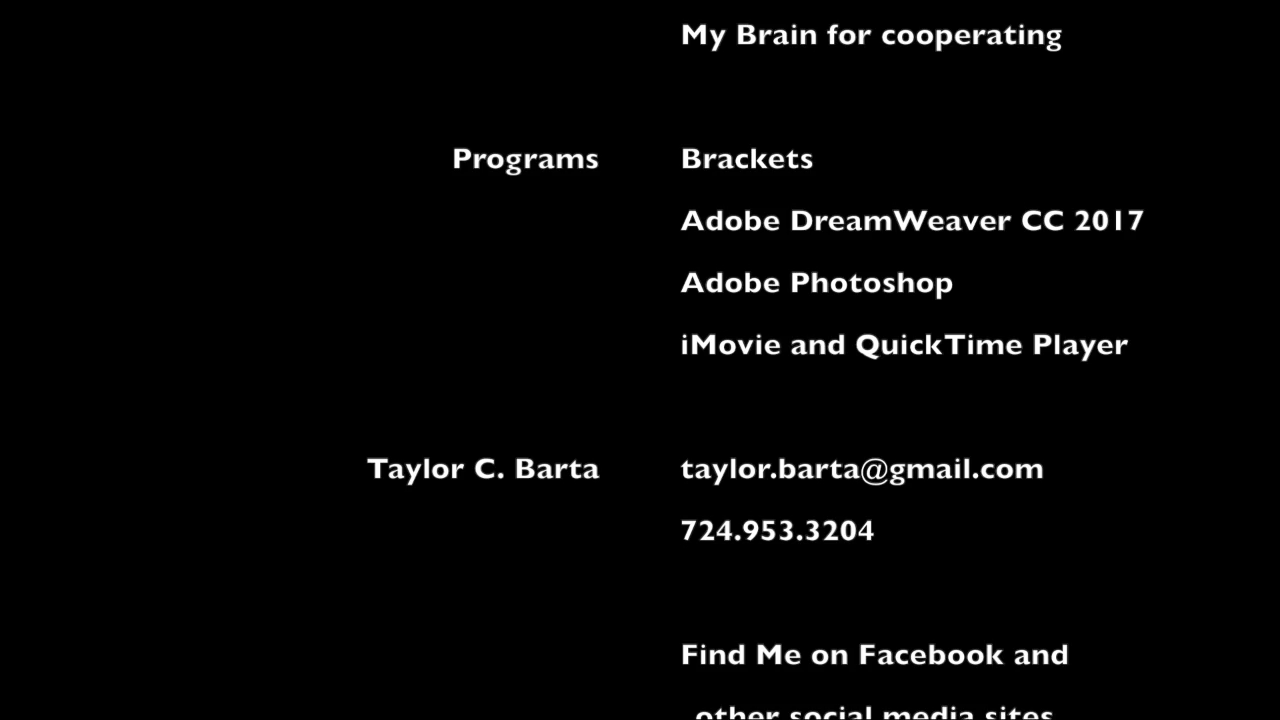 My Brain for cooperating
Programs Brackets
Adobe DreamWeaver CC 2017
Adobe Photoshop
iMovie and QuickTime Player
Taylor C. Barta taylor.barta@gmail.com
724.953.3204
Find Me on Facebook and
other social media sites